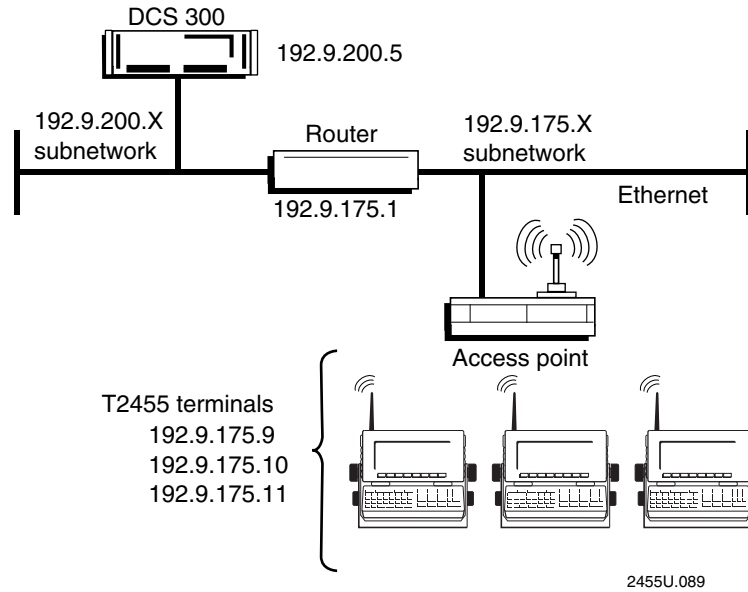 DCS 300
192.9.200.5
192.9.200.X
subnetwork
Router
192.9.175.X
subnetwork
192.9.175.1
Ethernet
Access point
T2455 terminals
192.9.175.9
192.9.175.10
192.9.175.11
2455U.089